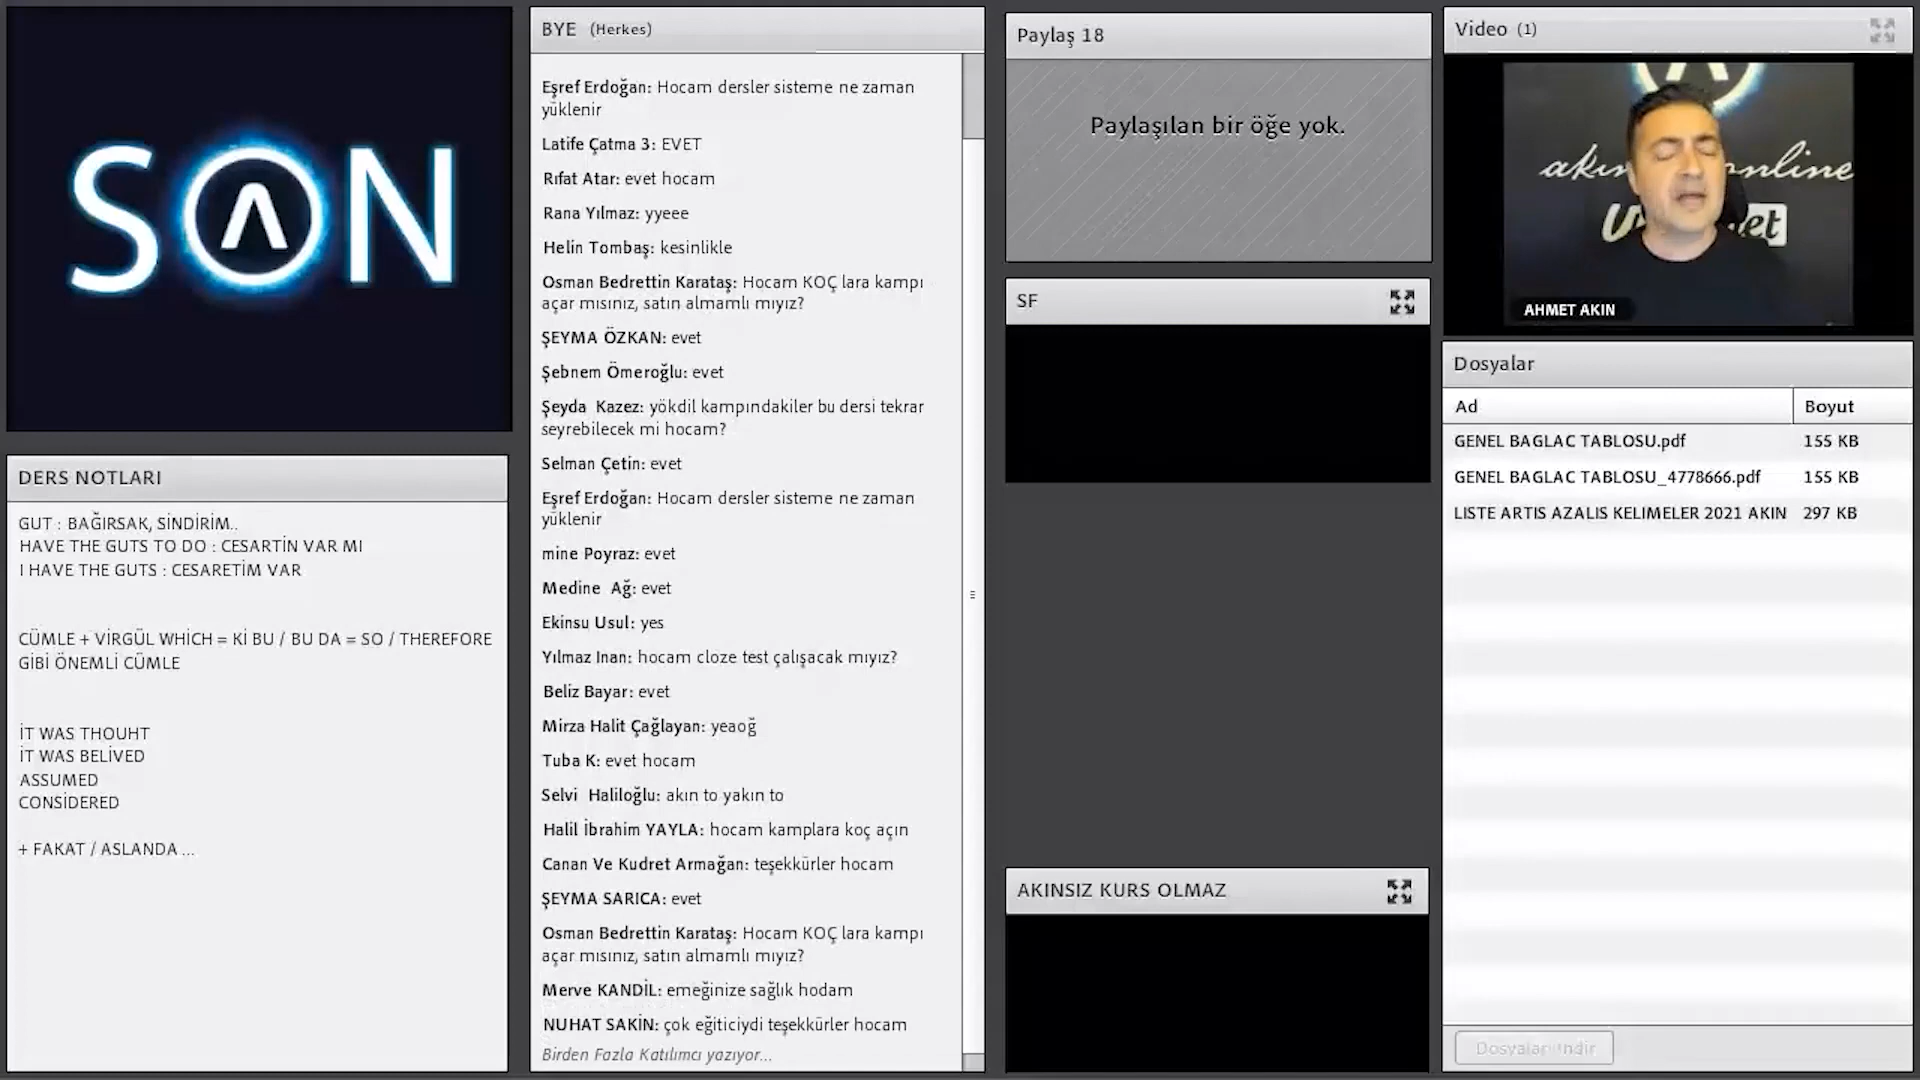 SON
DERS NOTLARI
GUT : BAĞIRSAK, SİNDİRİM..
HAVE THE GUTS TO DO : CESARTİN VAR MI
I HAVE THE GUTS : CESARETİM VAR
CÜMLE + VİRGÜL WHICH = Kİ BU / BU DA = SO / THEREFORE
GİBİ ÖNEMLİ CÜMLE
İT WAS THOUHT
İT WAS BELİVED
ASSUMED
CONSİDERED
+ FAKAT / ASLANDA ...
BYE (Herkes)
Eşref Erdoğan: Hocam dersler sisteme ne zaman
yüklenir
Latife Çatma 3: EVET
Rıfat Atar: evet hocam
Rana Yılmaz: yyeee
Helin Tombaş: kesinlikle
Osman Bedrettin Karataş: Hocam KOÇ lara kampı
açar mısınız, satın almamlı mıyız?
ŞEYMA ÖZKAN: evet
Şebnem Ömeroğlu: evet
Şeyda Kazez: yökdil kampındakiler bu dersi tekrar
seyrebilecek mi hocam?
Selman Çetin: evet
Eşref Erdoğan: Hocam dersler sisteme ne zaman
yüklenir
mine Poyraz: evet
Medine Ağ: evet
Ekinsu Usul: yes
Yılmaz Inan: hocam cloze test çalışacak mıyız?
Beliz Bayar: evet
Mirza Halit Çağlayan: yeaoğ
Tuba K: evet hocam
Selvi Haliloğlu: akın to yakın to
Halil İbrahim YAYLA: hocam kamplara koç açın
Canan Ve Kudret Armağan: teşekkürler hocam
ŞEYMA SARICA: evet
Osman Bedrettin Karataş: Hocam KOÇ lara kampı
açar mısınız, satın almamlı mıyız?
Merve KANDİL: emeğinize sağlık hodam
NUHAT SAKİN: çok eğiticiydi teşekkürler hocam
Birden Fazla Katılımcı yazıyor...
Paylaş 18
Paylaşılan bir öğe yok.
SF
AKINSIZ KURS OLMAZ
Video (1)
AHMET AKIN
Dosyalar
Ad Boyut
GENEL BAGLAC TABLOSU.pdf 155 KB
GENEL BAGLAC TABLOSU_4778666.pdf 155 KB
LISTE ARTIS AZALIS KELIMELER 2021 AKIN 297 KB
Dosyaları İndir